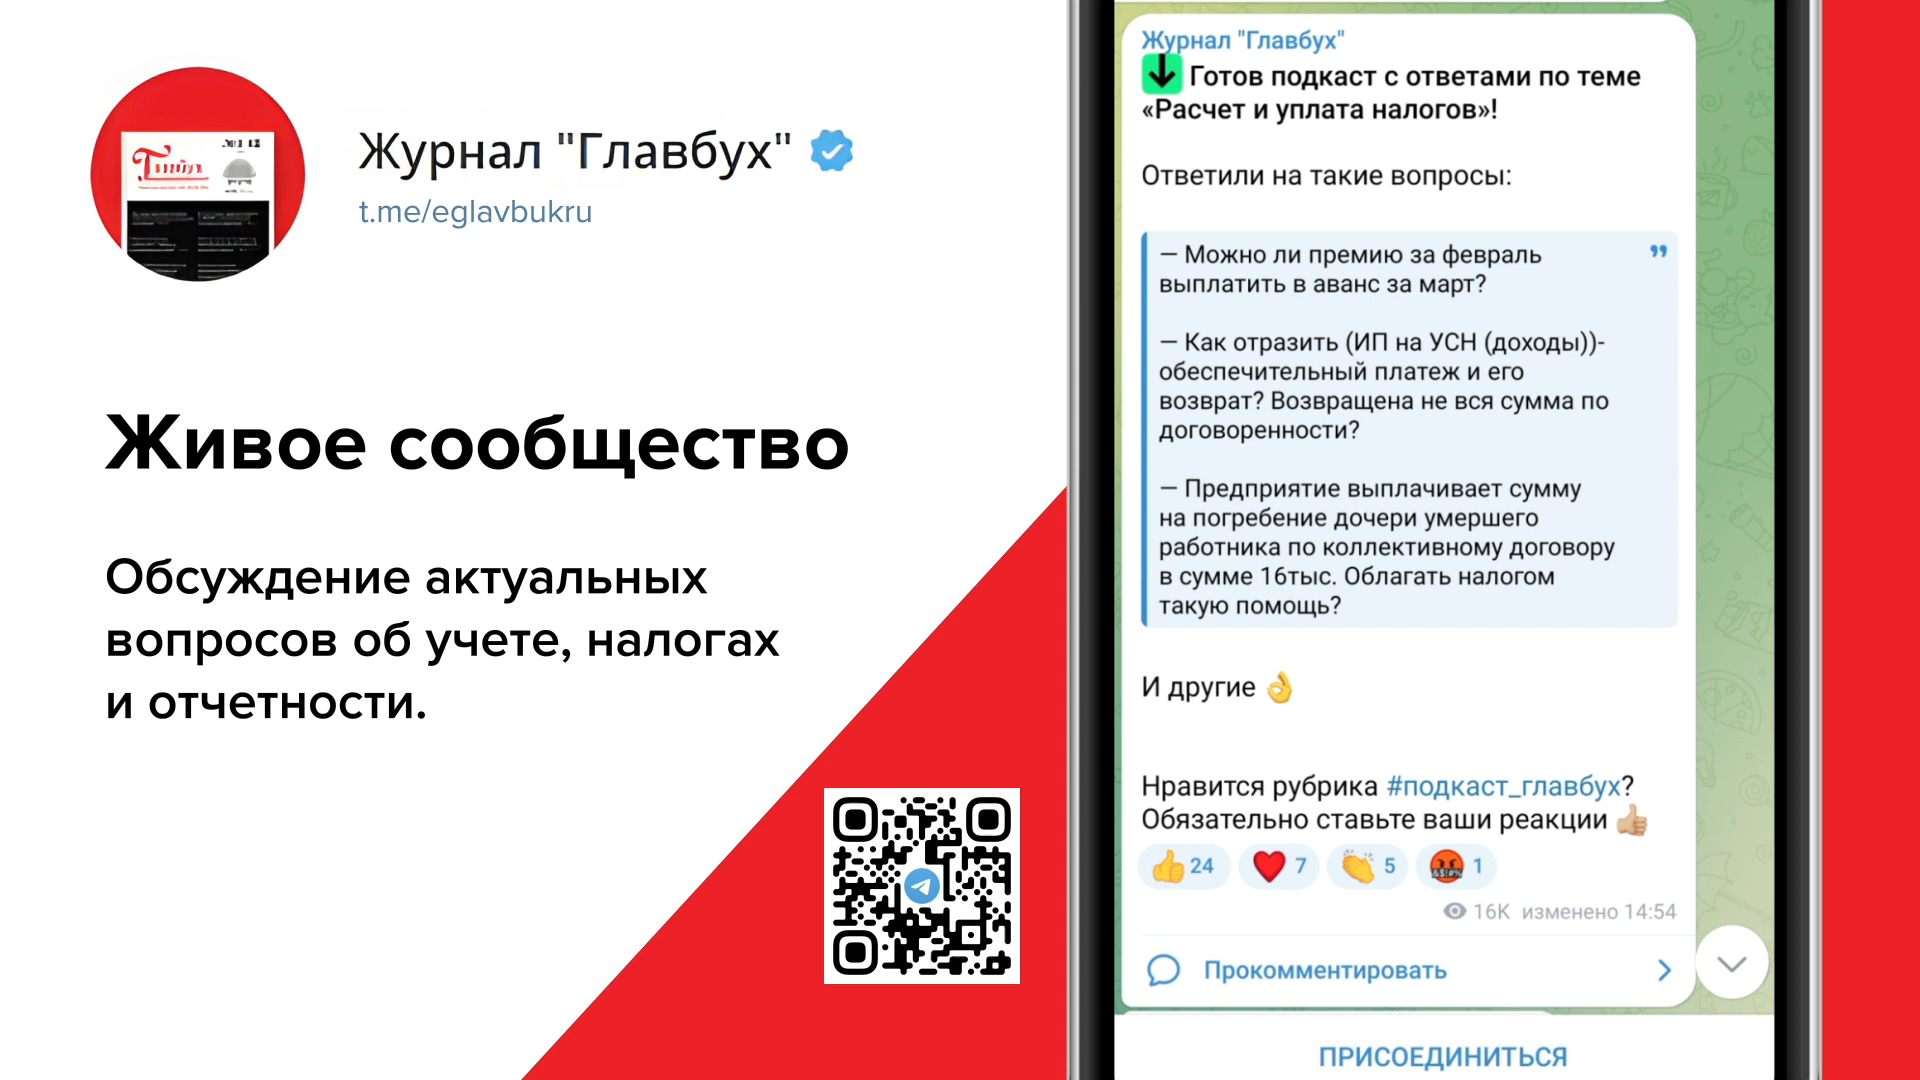 Журнал "Главбух"
t.me/eglavbukru
Живое сообщество
Обсуждение актуальных
вопросов об учете, налогах
и отчетности.
Журнал "Главбух"
Готов подкаст с ответами по теме
«Расчет и уплата налогов»!
Ответили на такие вопросы:
— Можно ли премию за февраль
выплатить в аванс за март?
— Как отразить (ИП на УСН (доходы))-
обеспечительный платеж и его
возврат? Возвращена не вся сумма по
договоренности?
— Предприятие выплачивает сумму
на погребение дочери умершего
работника по коллективному договору
в сумме 16тыс. Облагать налогом
такую помощь?
И другие 👌
Нравится рубрика #подкаст_главбух?
Обязательно ставьте ваши реакции 👍🏼
👍 24 ❤️ 7 👏 5 🤬 1
16K изменено 14:54
Прокомментировать
ПРИСОЕДИНИТЬСЯ